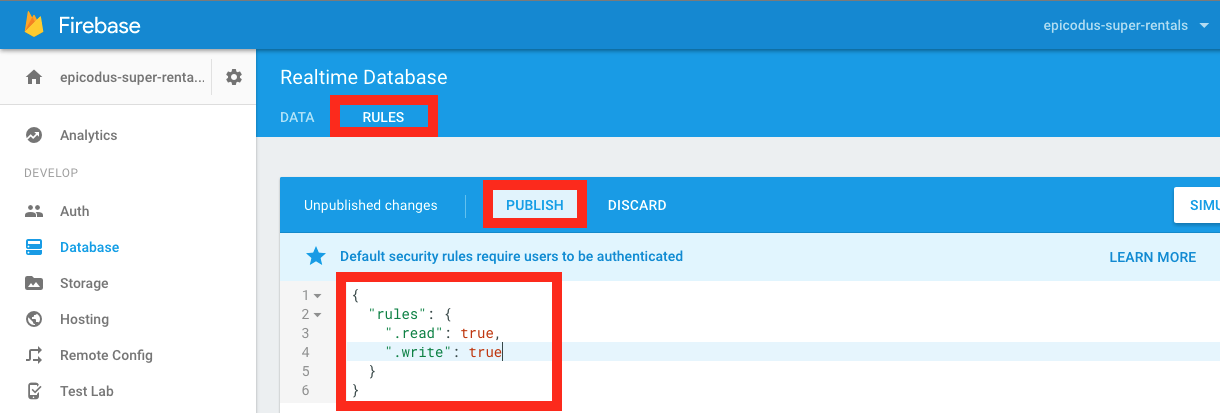 Firebase
epicodus-super-rentals
epicodus-super-renta...
Realtime Database
DATA
RULES
Analytics
DEVELOP
Auth
Database
Storage
Hosting
Remote Config
Test Lab
Unpublished changes
PUBLISH
DISCARD
SIMU
Default security rules require users to be authenticated
LEARN MORE
1 {
2 "rules": {
3 ".read": true,
4 ".write": true
5 }
6 }